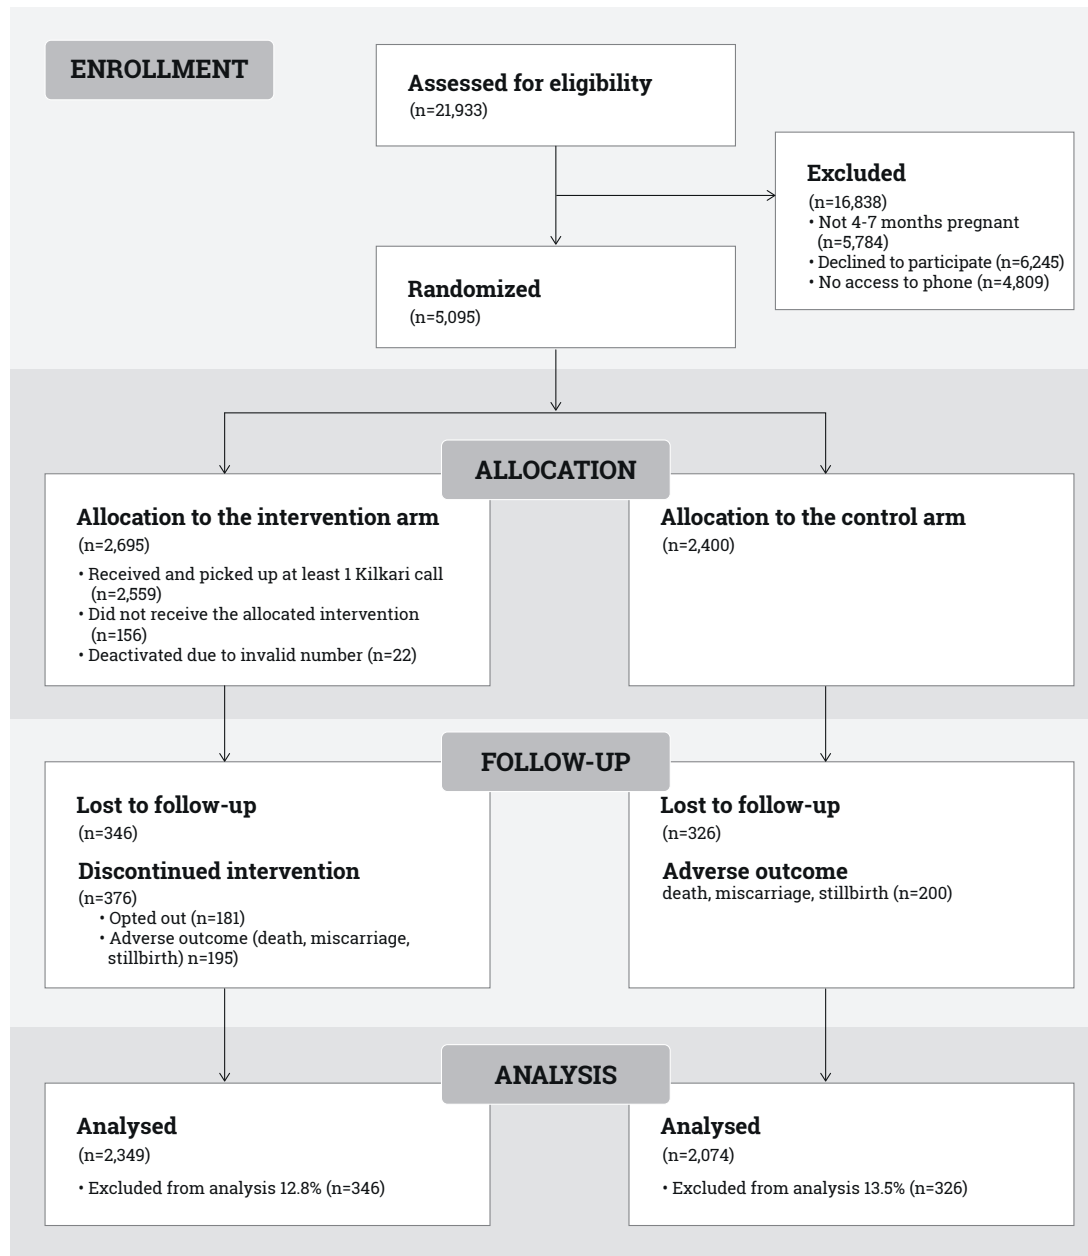 ENROLLMENT
Assessed for eligibility
(n=21,933)
Excluded
(n=16,838)
• Not 4-7 months pregnant
(n=5,784)
• Declined to participate (n=6,245)
• No access to phone (n=4,809)
Randomized
(n=5,095)
ALLOCATION
Allocation to the intervention arm
(n=2,695)
• Received and picked up at least 1 Kilkari call
(n=2,559)
• Did not receive the allocated intervention
(n=156)
• Deactivated due to invalid number (n=22)
Allocation to the control arm
(n=2,400)
FOLLOW-UP
Lost to follow-up
(n=346)
Discontinued intervention
(n=376)
• Opted out (n=181)
• Adverse outcome (death, miscarriage,
stillbirth) n=195)
Lost to follow-up
(n=326)
Adverse outcome
death, miscarriage, stillbirth (n=200)
ANALYSIS
Analysed
(n=2,349)
• Excluded from analysis 12.8% (n=346)
Analysed
(n=2,074)
• Excluded from analysis 13.5% (n=326)